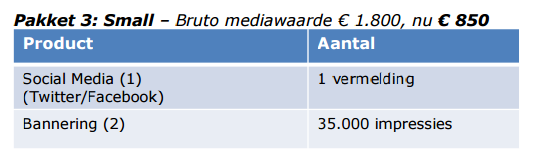 Pakket 3: Small – Bruto mediawaarde € 1.800, nu € 850
Product Aantal
Social Media (1) 1 vermelding
(Twitter/Facebook)
Bannering (2) 35.000 impressies